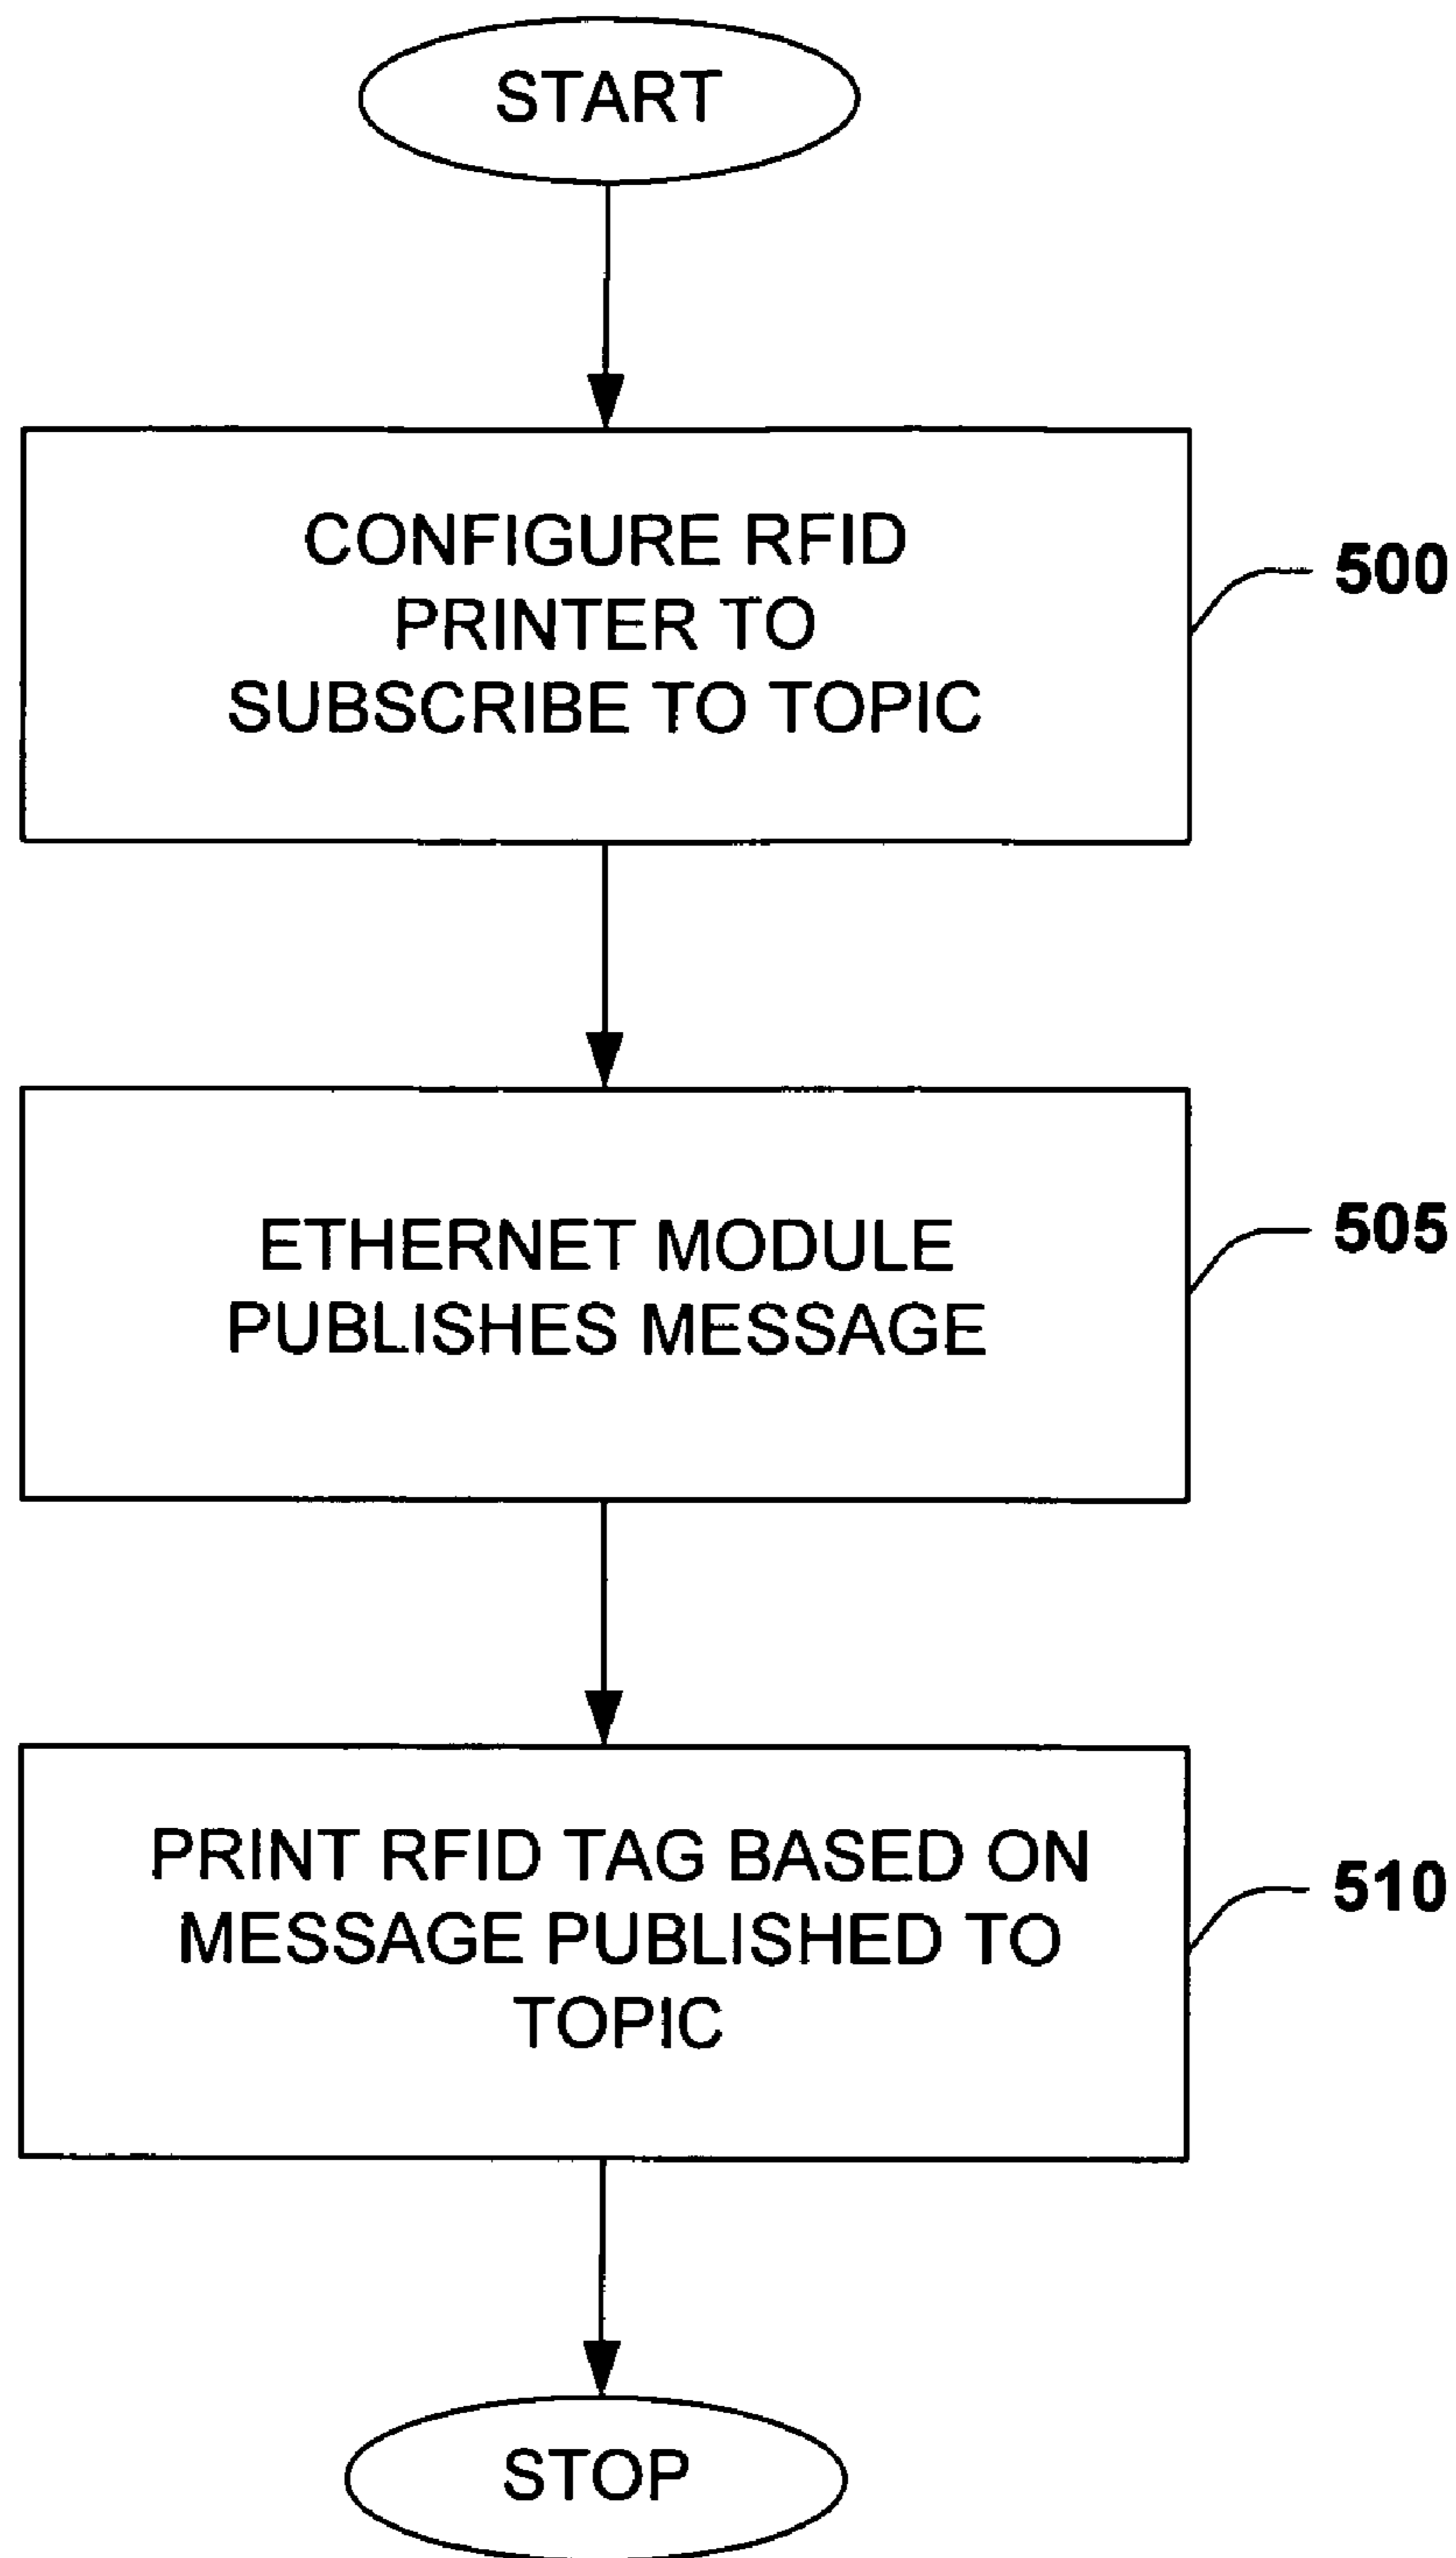 START
CONFIGURE RFID
PRINTER TO
SUBSCRIBE TO TOPIC
500
ETHERNET MODULE
PUBLISHES MESSAGE
505
PRINT RFID TAG BASED ON
MESSAGE PUBLISHED TO
TOPIC
510
STOP